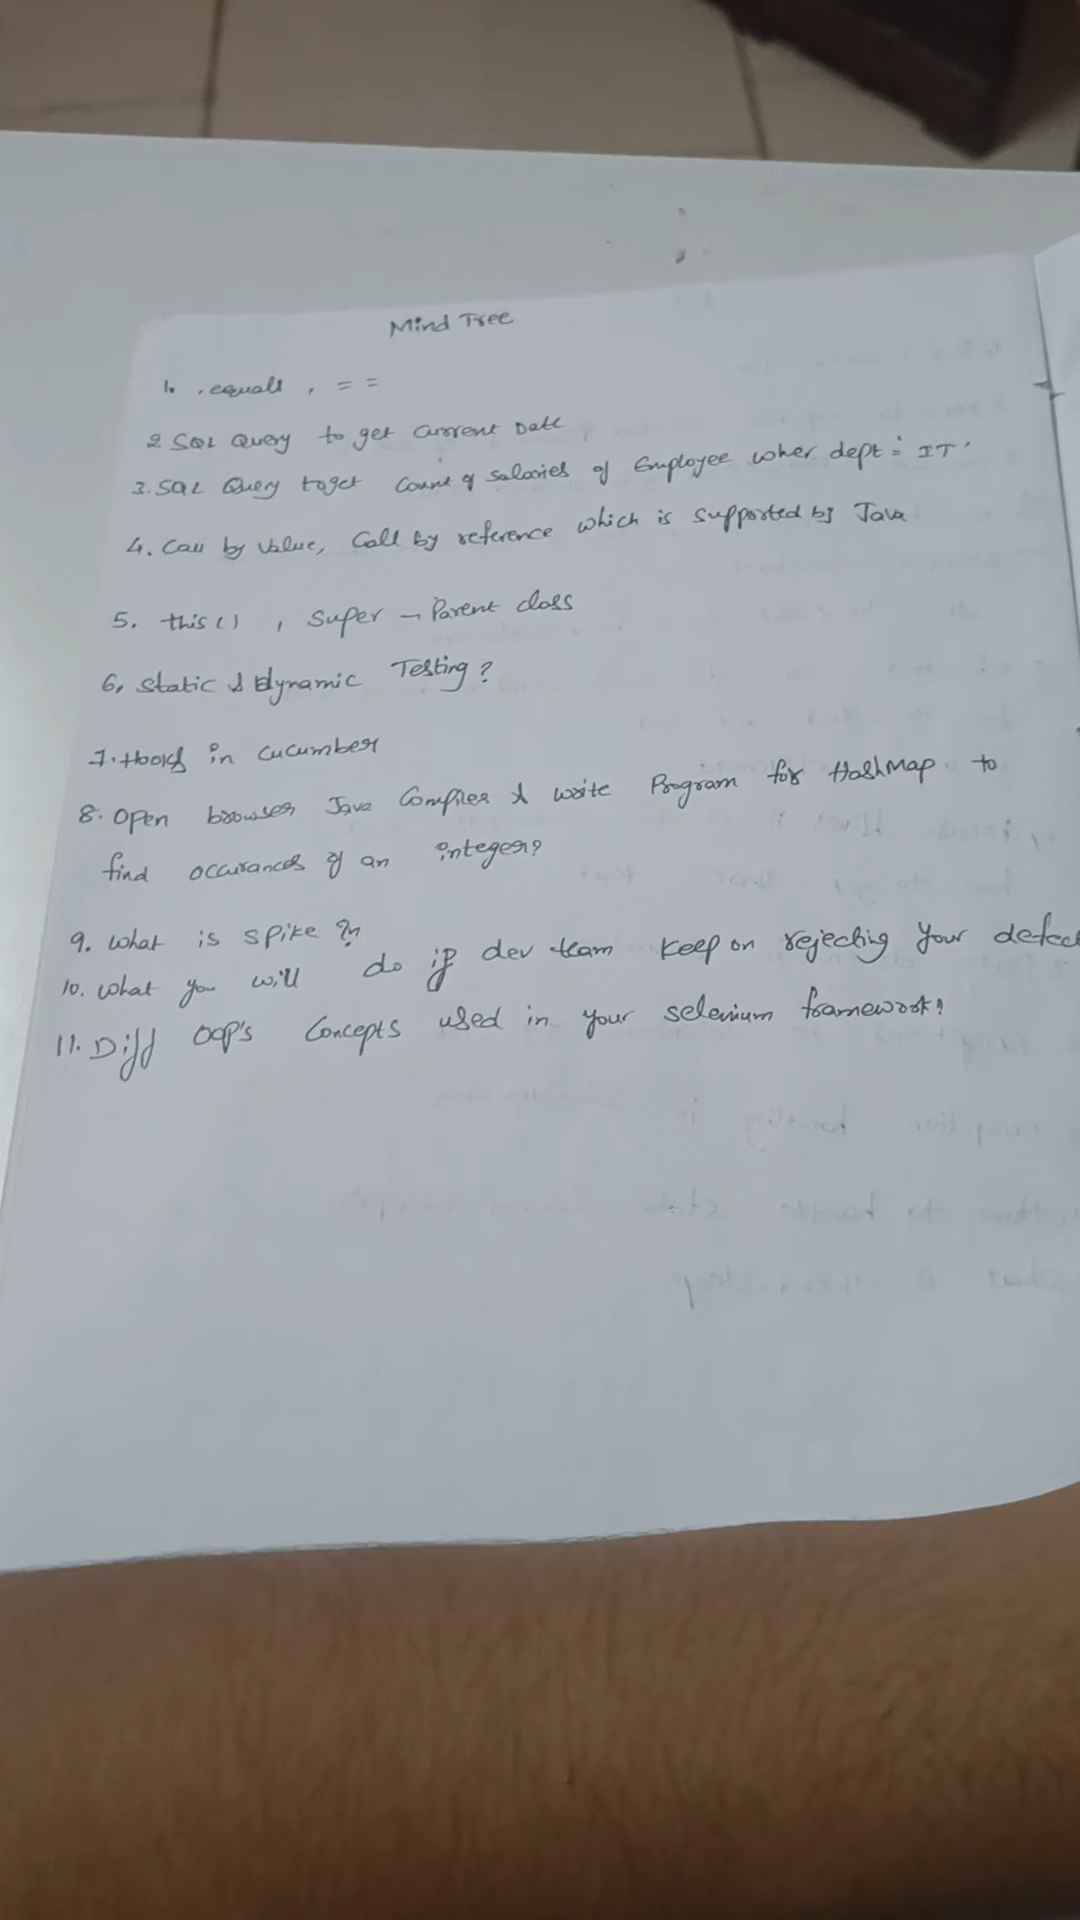 Mind Tree
1. .equals , = =
2. SQL Query to get Current Date
3. SQL Query toget Count of Salaries of Employee wher dept = IT'
4. Call by Value, Call by reference which is Supported by Java
5. this () , Super → Parent class
6, Static & dynamic Testing?
7. Hooks in cucumber
8. Open browser Java Compiler & write Program for HashMap to
find occurances of an integer?
9. What is Spike in
10. What you will do if dev team Keep on rejecting your defect
11. Diff OOP's Concepts used in your selenium framework?